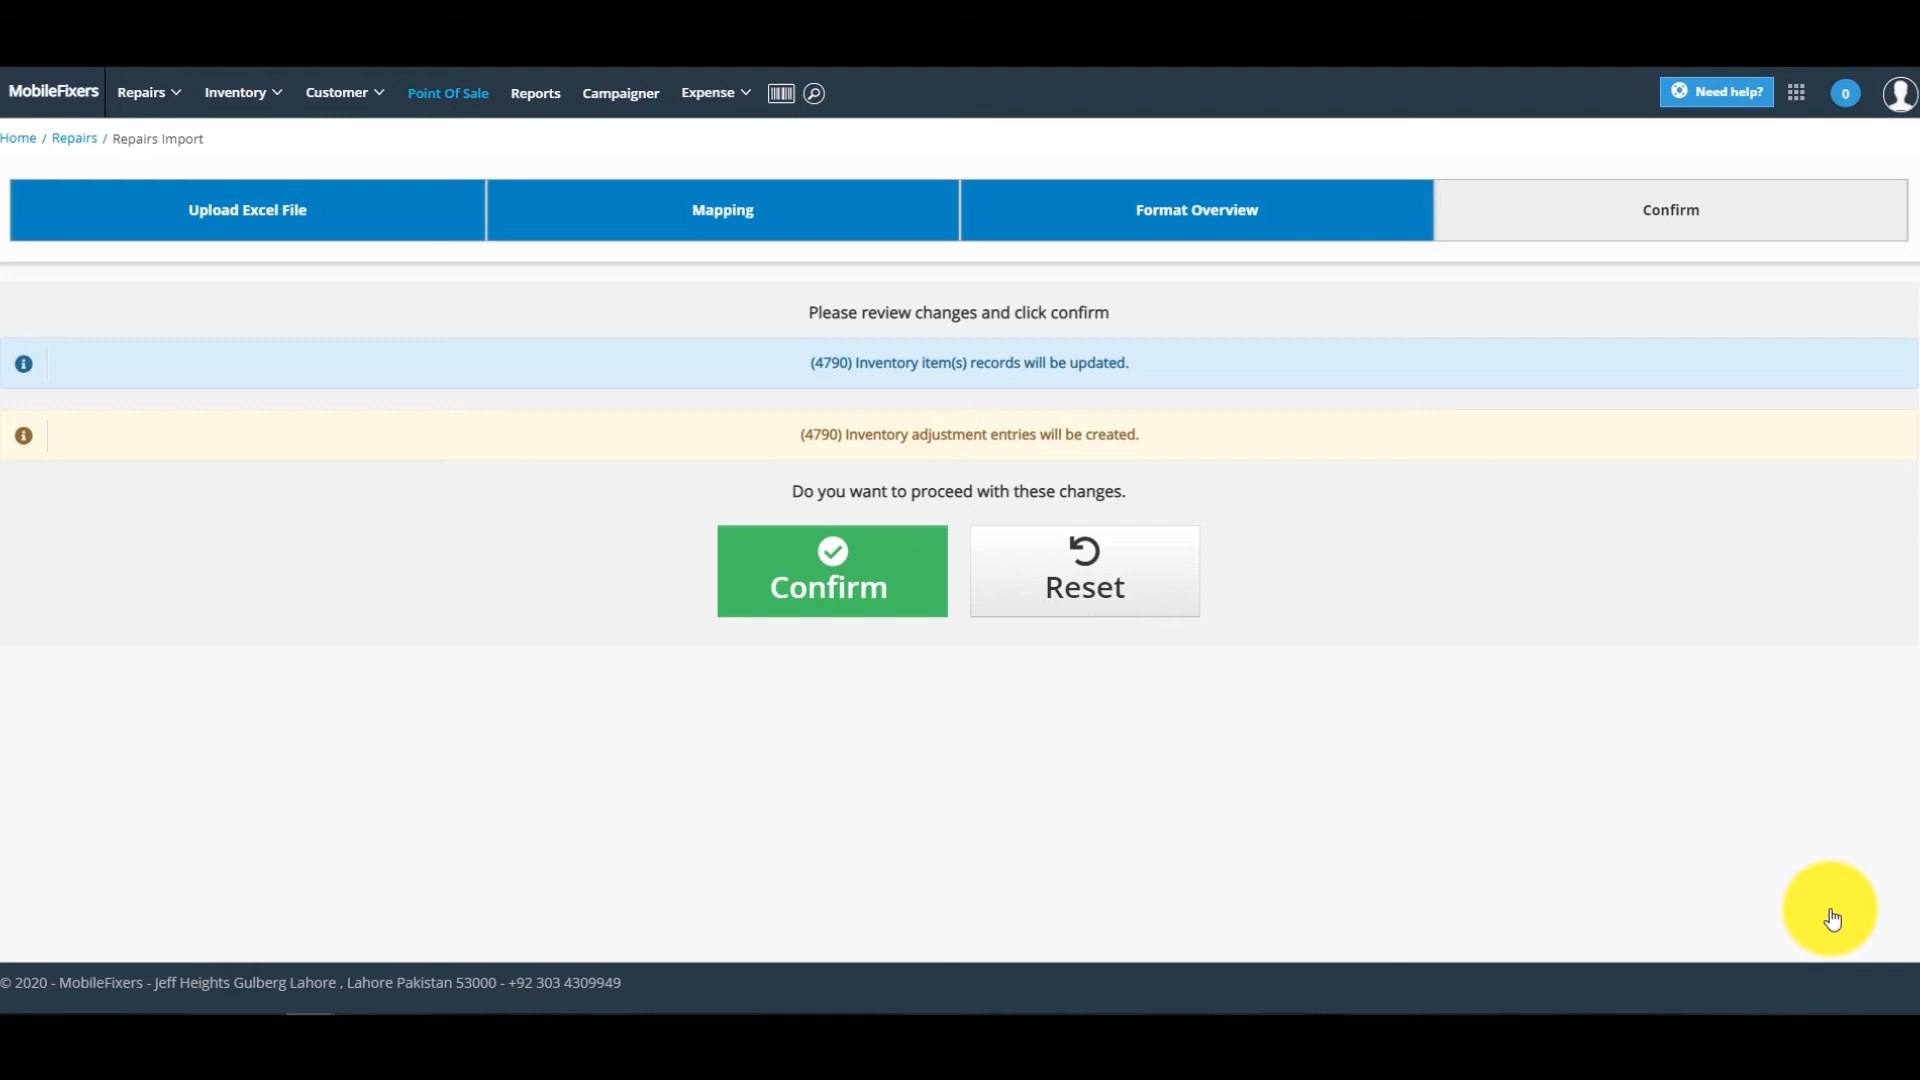 MobileFixers Repairs Inventory Customer Point Of Sale Reports Campaigner Expense Need help? 0
Home / Repairs / Repairs Import
Upload Excel File Mapping Format Overview Confirm
Please review changes and click confirm
(4790) Inventory item(s) records will be updated.
(4790) Inventory adjustment entries will be created.
Do you want to proceed with these changes.
Confirm Reset
© 2020 - MobileFixers - Jeff Heights Gulberg Lahore , Lahore Pakistan 53000 - +92 303 4309949